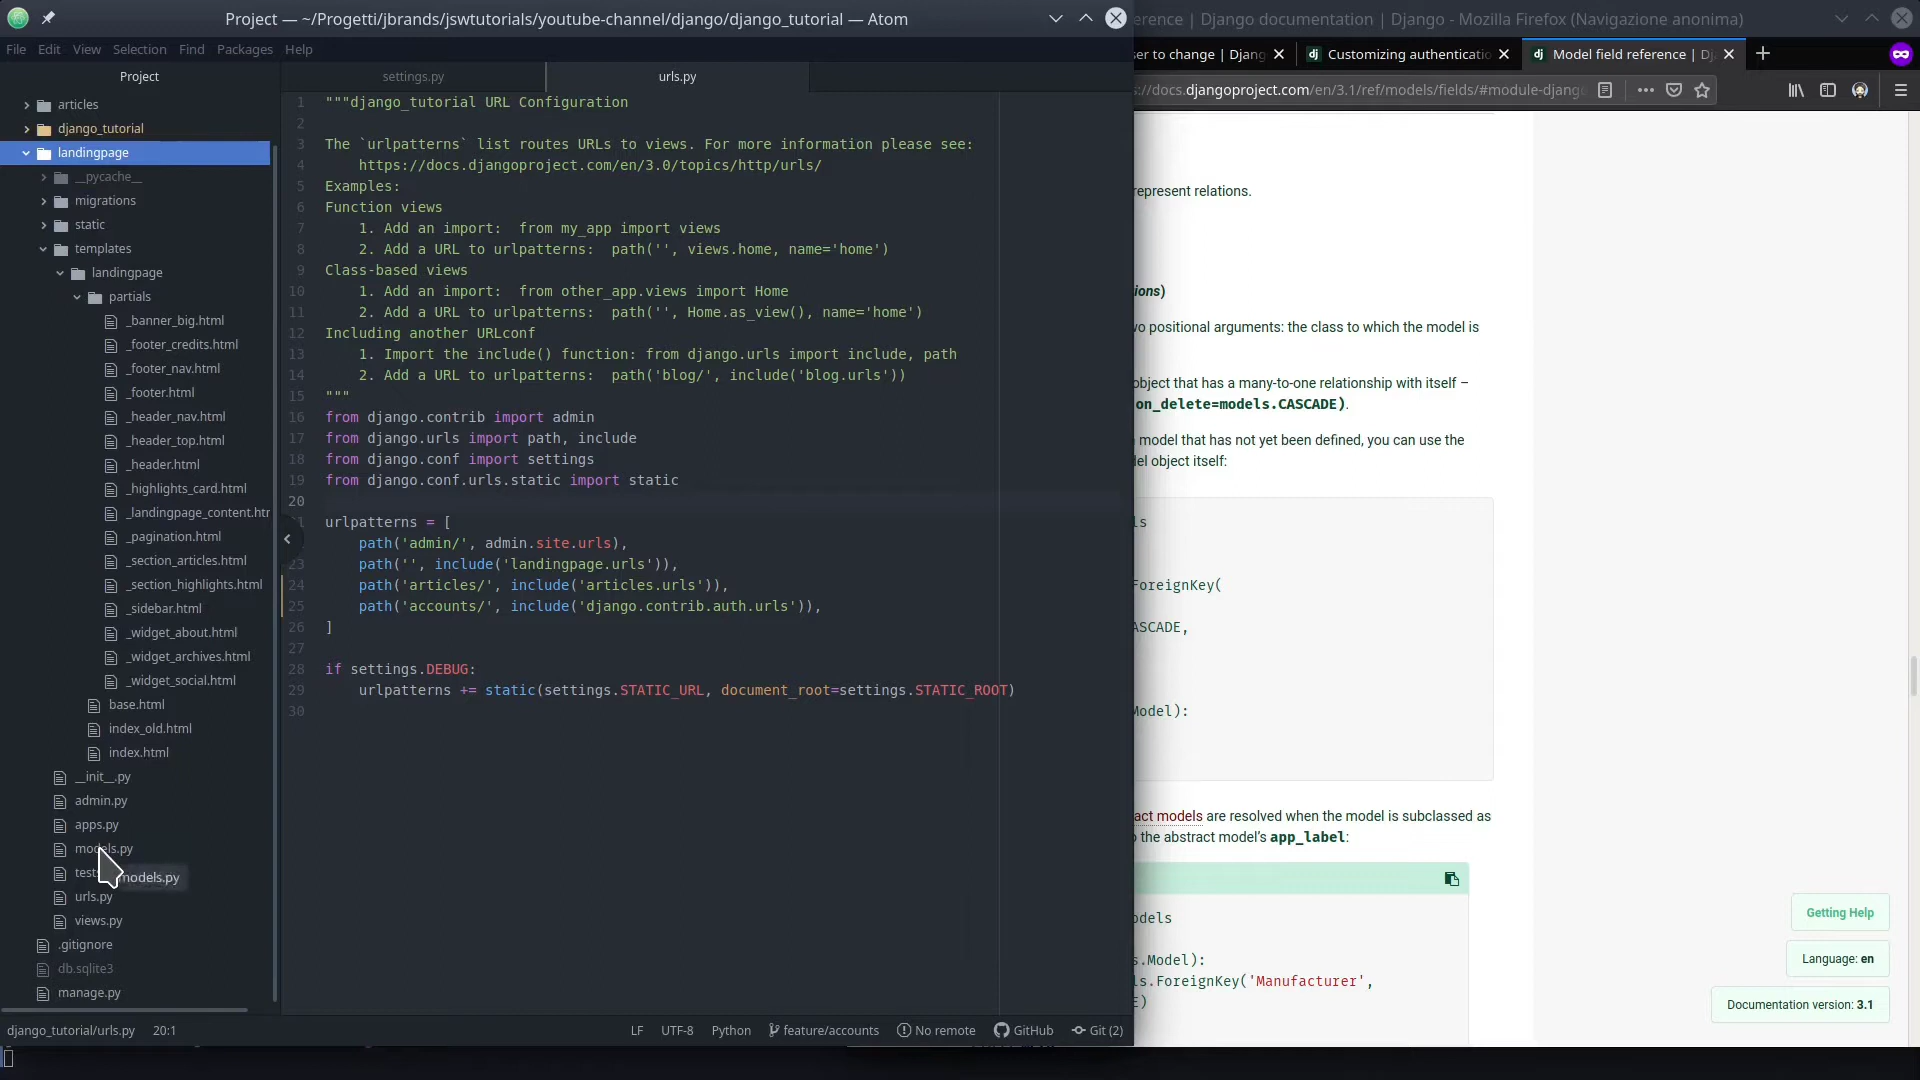 Project — ~/Progetti/jbrands/jswtutorials/youtube-channel/django/django_tutorial — Atom
File Edit View Selection Find Packages Help
Project
articles
django_tutorial
landingpage
__pycache__
migrations
static
templates
landingpage
partials
_banner_big.html
_footer_credits.html
_footer_nav.html
_footer.html
_header_nav.html
_header_top.html
_header.html
_highlights_card.html
_landingpage_content.htr
_pagination.html
_section_articles.html
_section_highlights.html
_sidebar.html
_widget_about.html
_widget_archives.html
_widget_social.html
base.html
index_old.html
index.html
__init__.py
admin.py
apps.py
models.py
test
models.py
urls.py
views.py
.gitignore
db.sqlite3
manage.py
settings.py
urls.py
1 """django_tutorial URL Configuration
2
3 The `urlpatterns` list routes URLs to views. For more information please see:
4 https://docs.djangoproject.com/en/3.0/topics/http/urls/
5 Examples:
6 Function views
7 1. Add an import:  from my_app import views
8 2. Add a URL to urlpatterns:  path('', views.home, name='home')
9 Class-based views
10 1. Add an import:  from other_app.views import Home
11 2. Add a URL to urlpatterns:  path('', Home.as_view(), name='home')
12 Including another URLconf
13 1. Import the include() function: from django.urls import include, path
14 2. Add a URL to urlpatterns:  path('blog/', include('blog.urls'))
15 """
16 from django.contrib import admin
17 from django.urls import path, include
18 from django.conf import settings
19 from django.conf.urls.static import static
20
urlpatterns = [
path('admin/', admin.site.urls),
23 path('', include('landingpage.urls')),
24 path('articles/', include('articles.urls')),
25 path('accounts/', include('django.contrib.auth.urls')),
26 ]
27
28 if settings.DEBUG:
29 urlpatterns += static(settings.STATIC_URL, document_root=settings.STATIC_ROOT)
30
django_tutorial/urls.py 20:1 LF UTF-8 Python feature/accounts No remote GitHub Git (2)
erence | Django documentation | Django - Mozilla Firefox (Navigazione anonima)
ser to change | Djang
Customizing authenticatio
Model field reference | Dj
://docs.djangoproject.com/en/3.1/ref/models/fields/#module-django
represent relations.
ions)
wo positional arguments: the class to which the model is
object that has a many-to-one relationship with itself –
on_delete=models.CASCADE).
model that has not yet been defined, you can use the
del object itself:
ls
ForeignKey(
ASCADE,
Model):
act models are resolved when the model is subclassed as
o the abstract model's app_label:
odels
s.Model):
ls.ForeignKey('Manufacturer',
E)
Getting Help
Language: en
Documentation version: 3.1